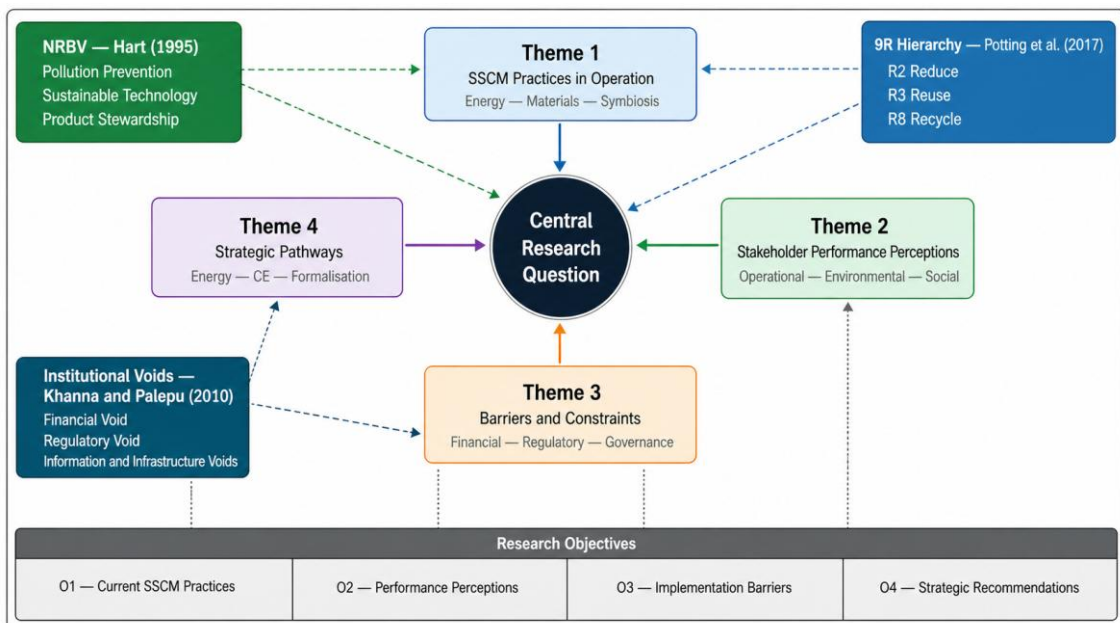 NRBV — Hart (1995)
Pollution Prevention
Sustainable Technology
Product Stewardship
Theme 1
SSCM Practices in Operation
Energy — Materials — Symbiosis
9R Hierarchy — Potting et al. (2017)
R2 Reduce
R3 Reuse
R8 Recycle
Theme 4
Strategic Pathways
Energy — CE — Formalisation
Central
Research
Question
Theme 2
Stakeholder Performance Perceptions
Operational — Environmental — Social
Institutional Voids —
Khanna and Palepu (2010)
Financial Void
Regulatory Void
Information and Infrastructure Voids
Theme 3
Barriers and Constraints
Financial — Regulatory — Governance
Research Objectives
O1 — Current SSCM Practices
O2 — Performance Perceptions
O3 — Implementation Barriers
O4 — Strategic Recommendations